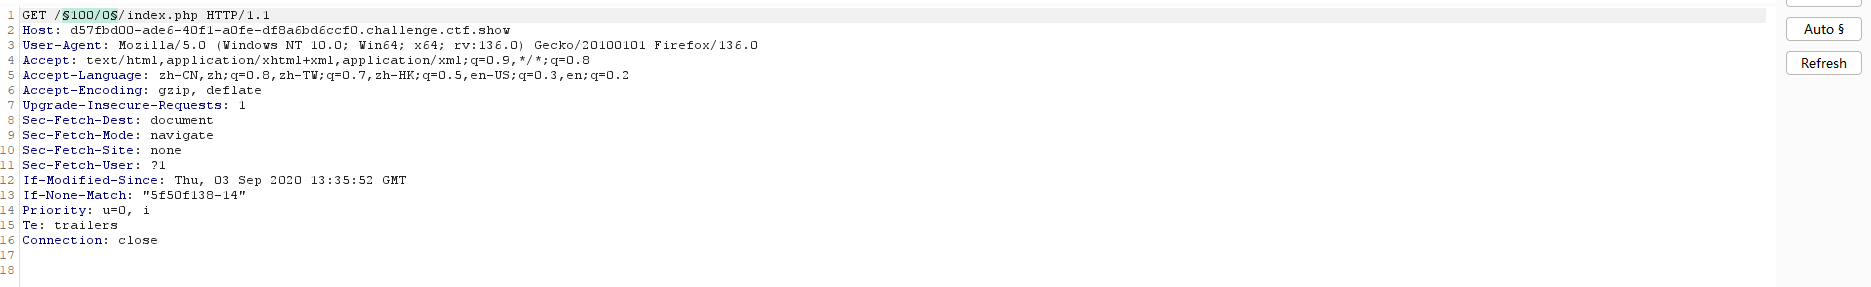 1 GET /§100/0§/index.php HTTP/1.1
2 Host: d57fbd00-ade6-40f1-a0fe-df8a6bd6ccf0.challenge.ctf.show
3 User-Agent: Mozilla/5.0 (Windows NT 10.0; Win64; x64; rv:136.0) Gecko/20100101 Firefox/136.0
4 Accept: text/html,application/xhtml+xml,application/xml;q=0.9,*/*;q=0.8
5 Accept-Language: zh-CN,zh;q=0.8,zh-TW;q=0.7,zh-HK;q=0.5,en-US;q=0.3,en;q=0.2
6 Accept-Encoding: gzip, deflate
7 Upgrade-Insecure-Requests: 1
8 Sec-Fetch-Dest: document
9 Sec-Fetch-Mode: navigate
10 Sec-Fetch-Site: none
11 Sec-Fetch-User: ?1
12 If-Modified-Since: Thu, 03 Sep 2020 13:35:52 GMT
13 If-None-Match: "5f50f138-14"
14 Priority: u=0, i
15 Te: trailers
16 Connection: close
17
18
Auto §
Refresh